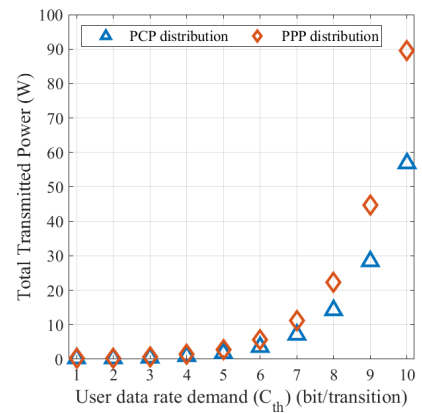 100
90
80
70
60
50
40
30
20
10
0
Total Transmitted Power (W)
PCP distribution PPP distribution
1 2 3 4 5 6 7 8 9 10
User data rate demand (C_th) (bit/transition)